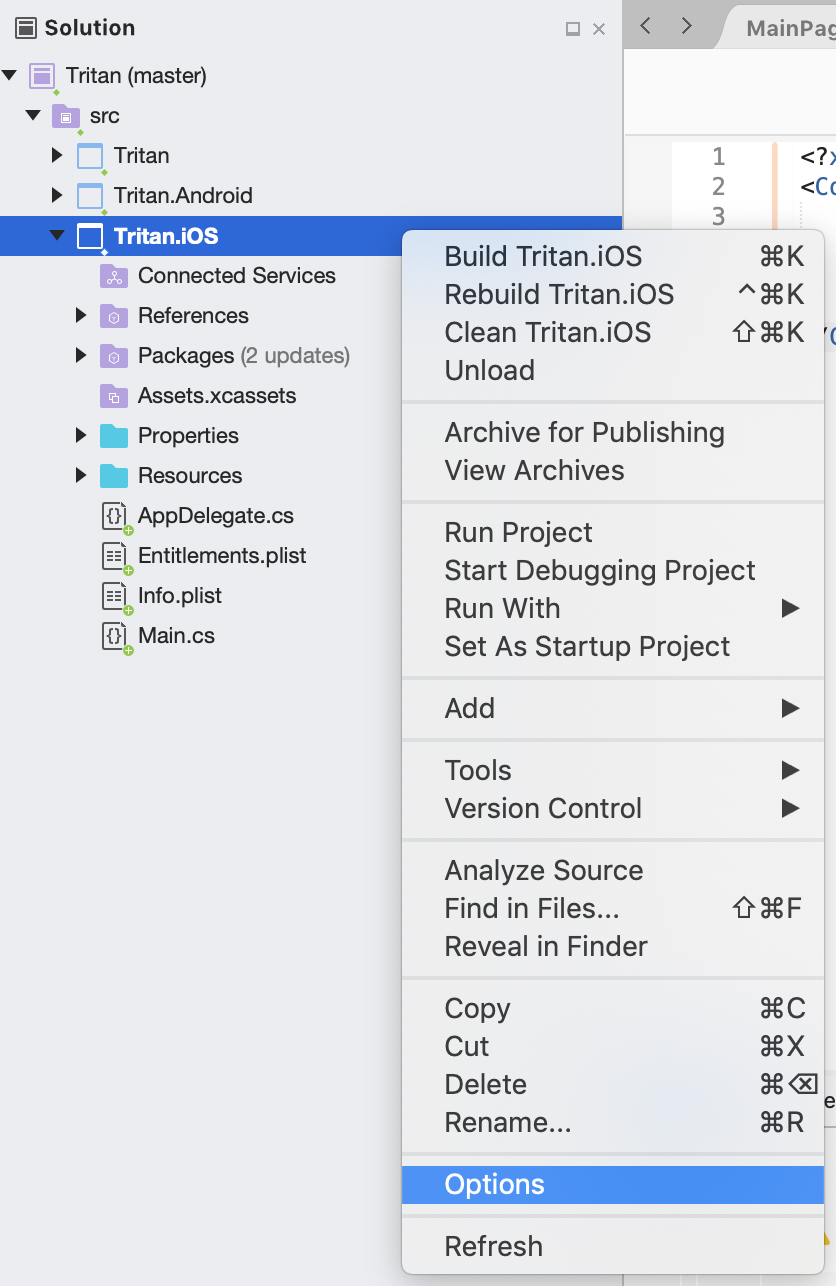 Solution
Tritan (master)
src
Tritan
Tritan.Android
Tritan.iOS
Connected Services
References
Packages (2 updates)
Assets.xcassets
Properties
Resources
AppDelegate.cs
Entitlements.plist
Info.plist
Main.cs
MainPag
1 <?x
2 <Co
3
Build Tritan.iOS ⌘K
Rebuild Tritan.iOS ^⌘K
Clean Tritan.iOS ⇧⌘K
Unload
Archive for Publishing
View Archives
Run Project
Start Debugging Project
Run With
Set As Startup Project
Add
Tools
Version Control
Analyze Source
Find in Files... ⇧⌘F
Reveal in Finder
Copy ⌘C
Cut ⌘X
Delete ⌘⌫
Rename... ⌘R
Options
Refresh